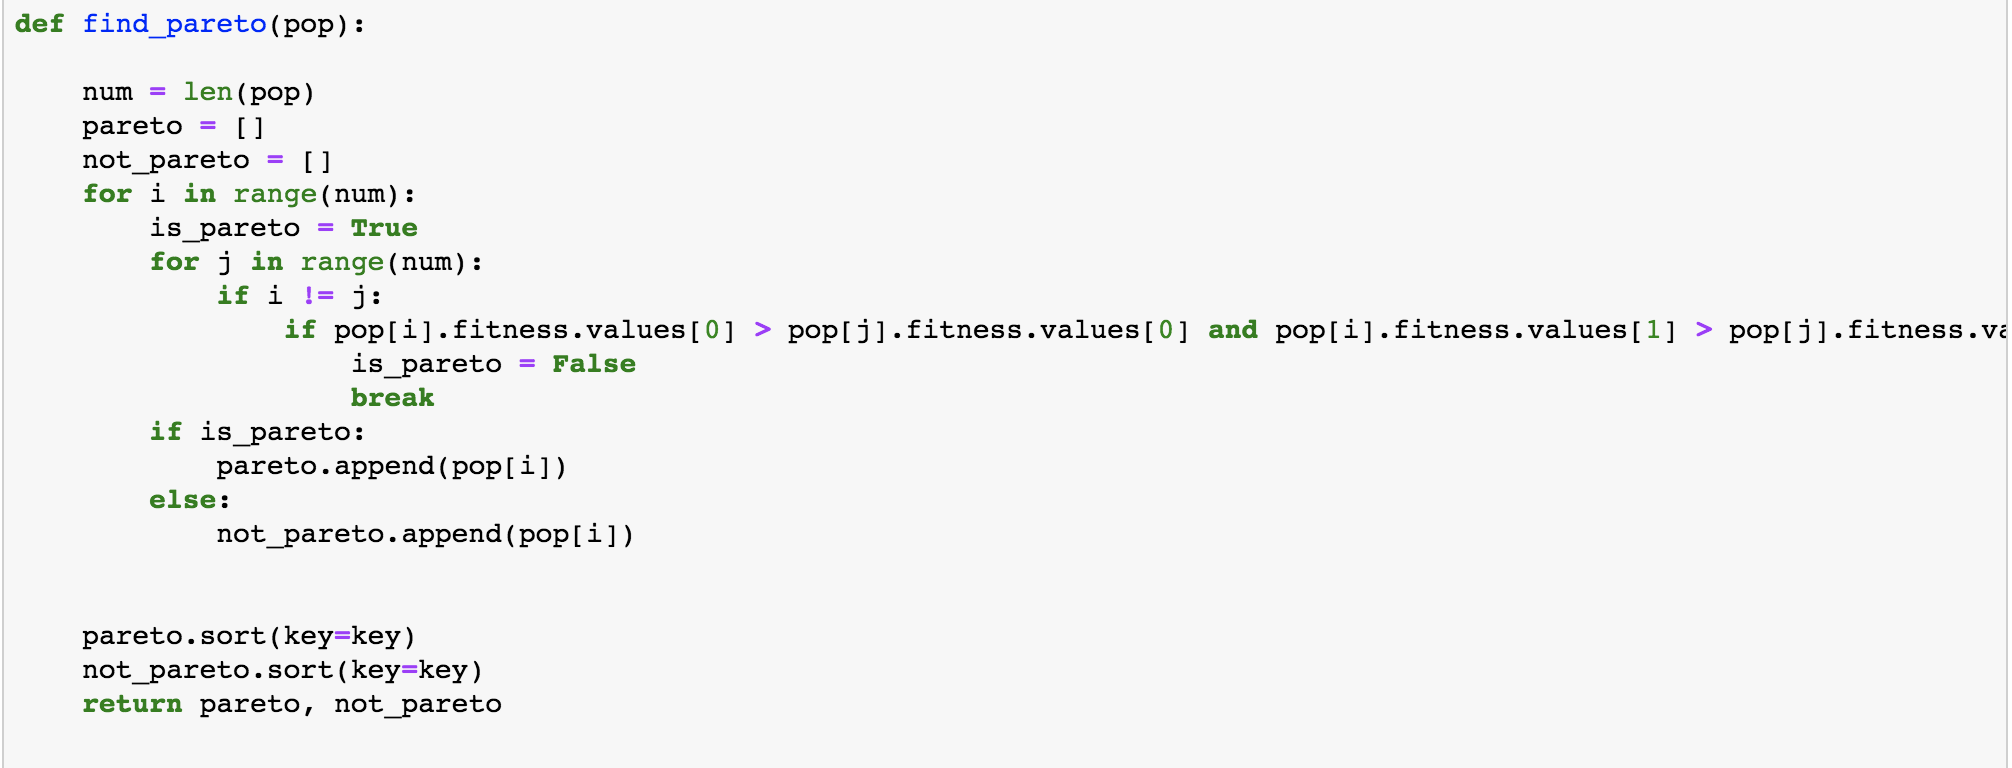 def find_pareto(pop):
    num = len(pop)
    pareto = []
    not_pareto = []
    for i in range(num):
        is_pareto = True
        for j in range(num):
            if i != j:
                if pop[i].fitness.values[0] > pop[j].fitness.values[0] and pop[i].fitness.values[1] > pop[j].fitness.va
                    is_pareto = False
                    break
        if is_pareto:
            pareto.append(pop[i])
        else:
            not_pareto.append(pop[i])
    pareto.sort(key=key)
    not_pareto.sort(key=key)
    return pareto, not_pareto